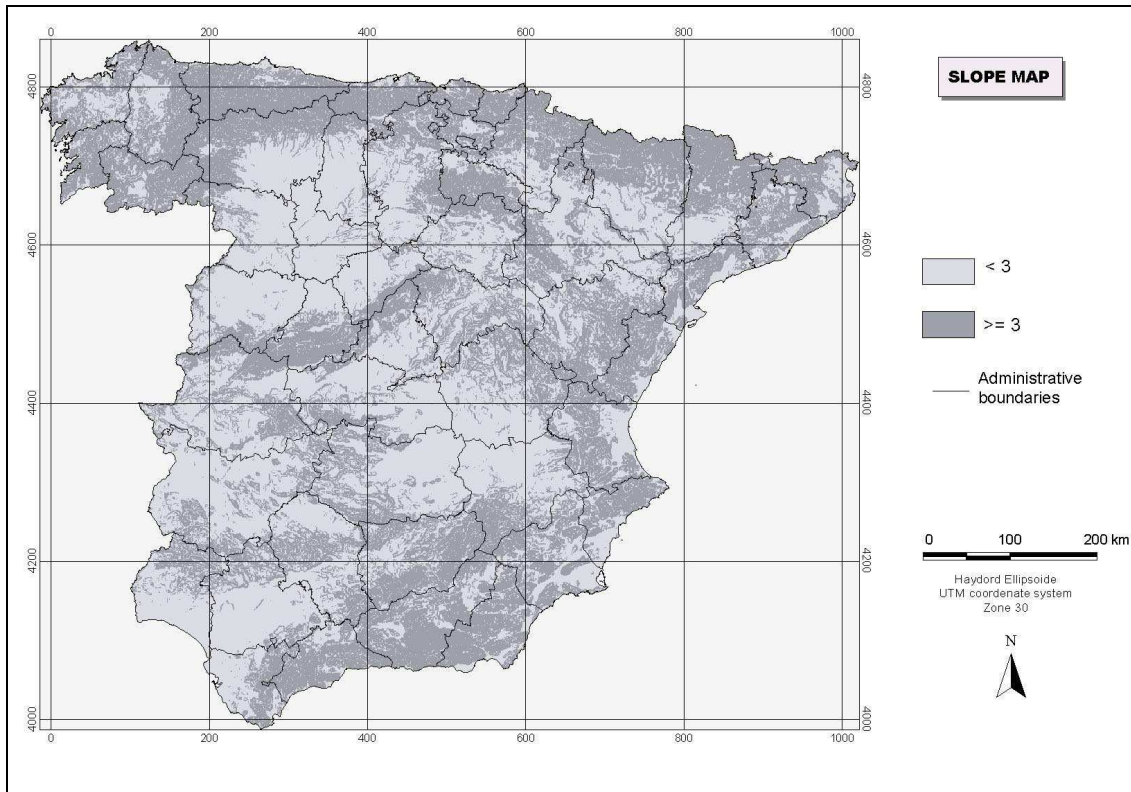 0 200 400 600 800 1000
4800 4800
4600 4600
4400 4400
4200 4200
4000 4000
0 200 400 600 800 1000
SLOPE MAP
< 3
>= 3
Administrative
boundaries
0 100 200 km
Haydord Ellipsoide
UTM coordenate system
Zone 30
N